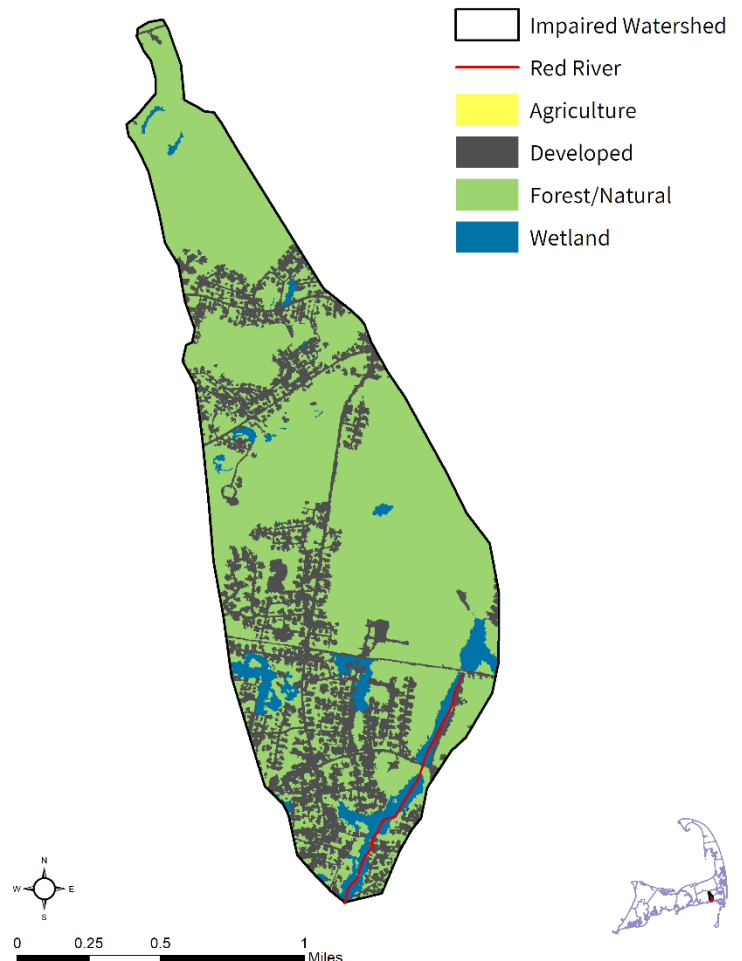 Impaired Watershed
Red River
Agriculture
Developed
Forest/Natural
Wetland
N
W E
S
0 0.25 0.5 1
Miles